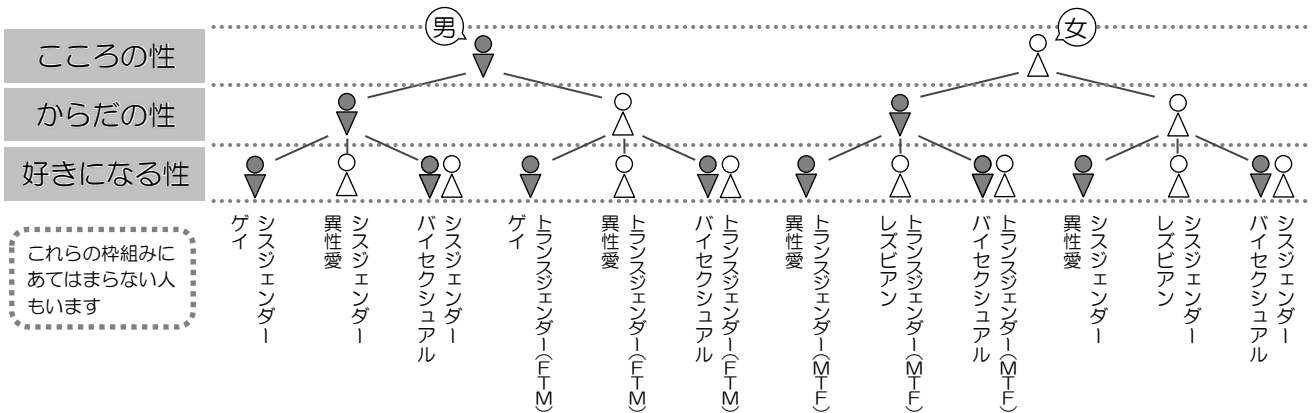 男
女
こころの性
からだの性
好きになる性
これらの枠組みに
あてはまらない人
もいます
シスジェンダー
ゲイ
シスジェンダー
異性愛
シスジェンダー
バイセクシュアル
トランスジェンダー(FTM)
ゲイ
トランスジェンダー(FTM)
異性愛
トランスジェンダー(FTM)
バイセクシュアル
トランスジェンダー(MTF)
異性愛
トランスジェンダー(MTF)
レズビアン
トランスジェンダー(MTF)
バイセクシュアル
シスジェンダー
異性愛
シスジェンダー
レズビアン
シスジェンダー
バイセクシュアル